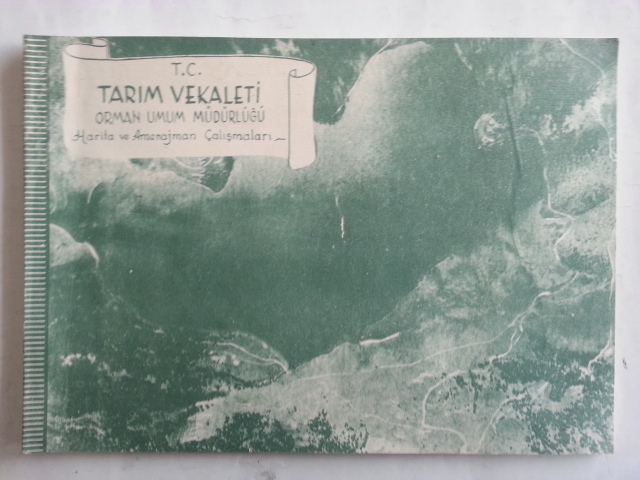 T.C.
TARIM VEKALETİ
ORMAN UMUM MÜDÜRLÜĞÜ
Harita ve Amenajman Çalışmaları